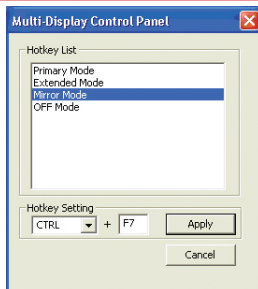 Multi-Display Control Panel
Hotkey List
Primary Mode
Extended Mode
Mirror Mode
OFF Mode
Hotkey Setting
CTRL + F7 Apply
Cancel